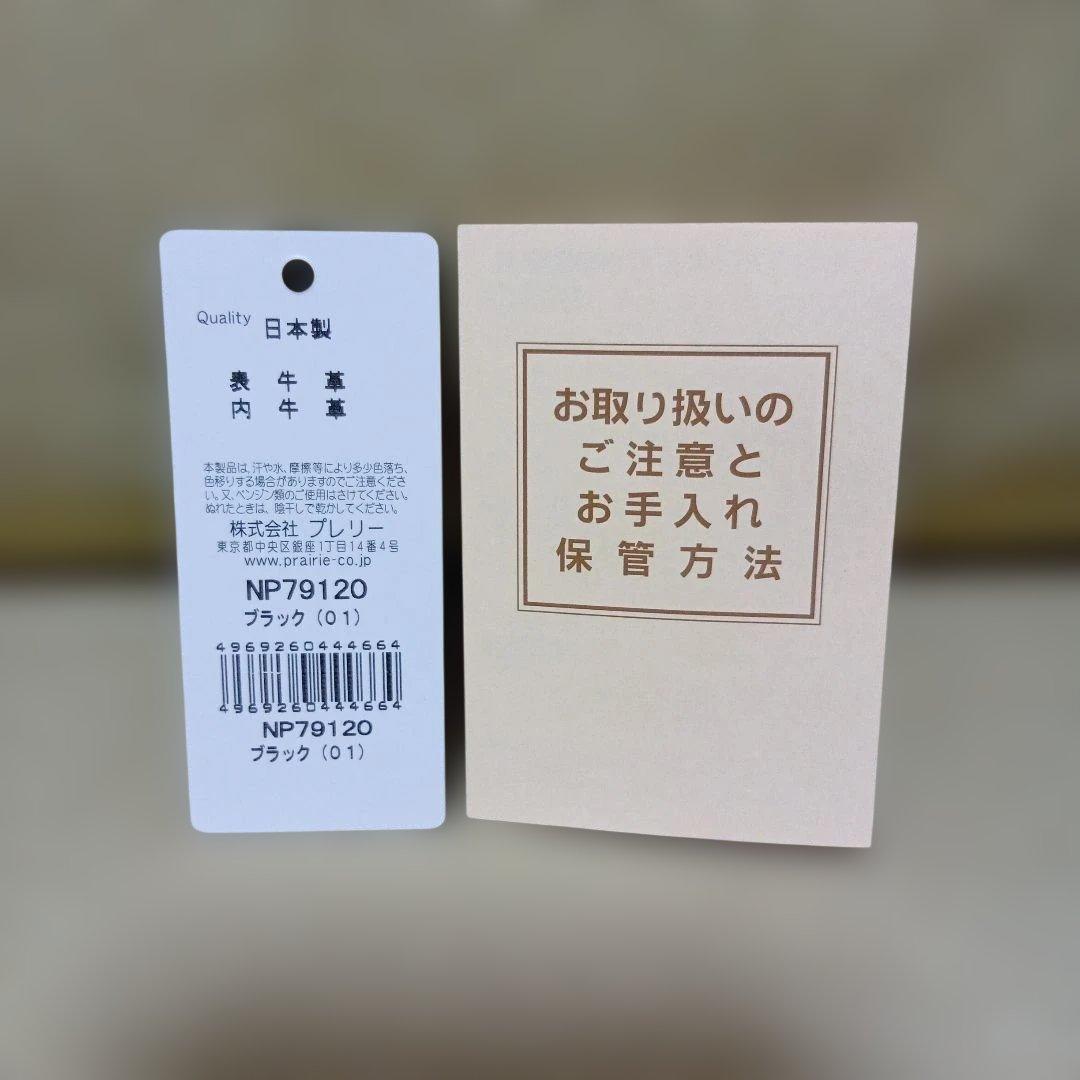 Quality 日本製
表 牛 革
内 牛 革
本製品は、汗や水、摩擦等により多少色落ち、
色移りする場合がありますのでご注意くださ
い。又、ベンジン類のご使用はさけてください。
ぬれたときは、陰干しで乾かしてください。
株式会社 プレリー
東京都中央区銀座1丁目14番4号
www.prairie-co.jp
NP79120
ブラック(01)
4969260444664
4969260444664
NP79120
ブラック(01)
お取り扱いの
ご注意と
お手入れ
保管方法